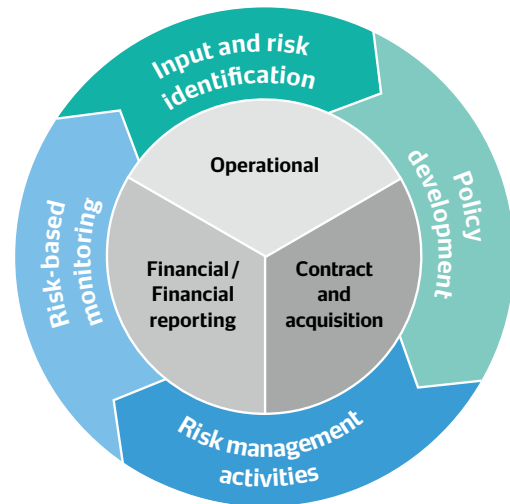 Input and risk
identification
Policy
development
Risk management
activities
Risk-based
monitoring
Operational
Contract
and
acquisition
Financial/
Financial
reporting